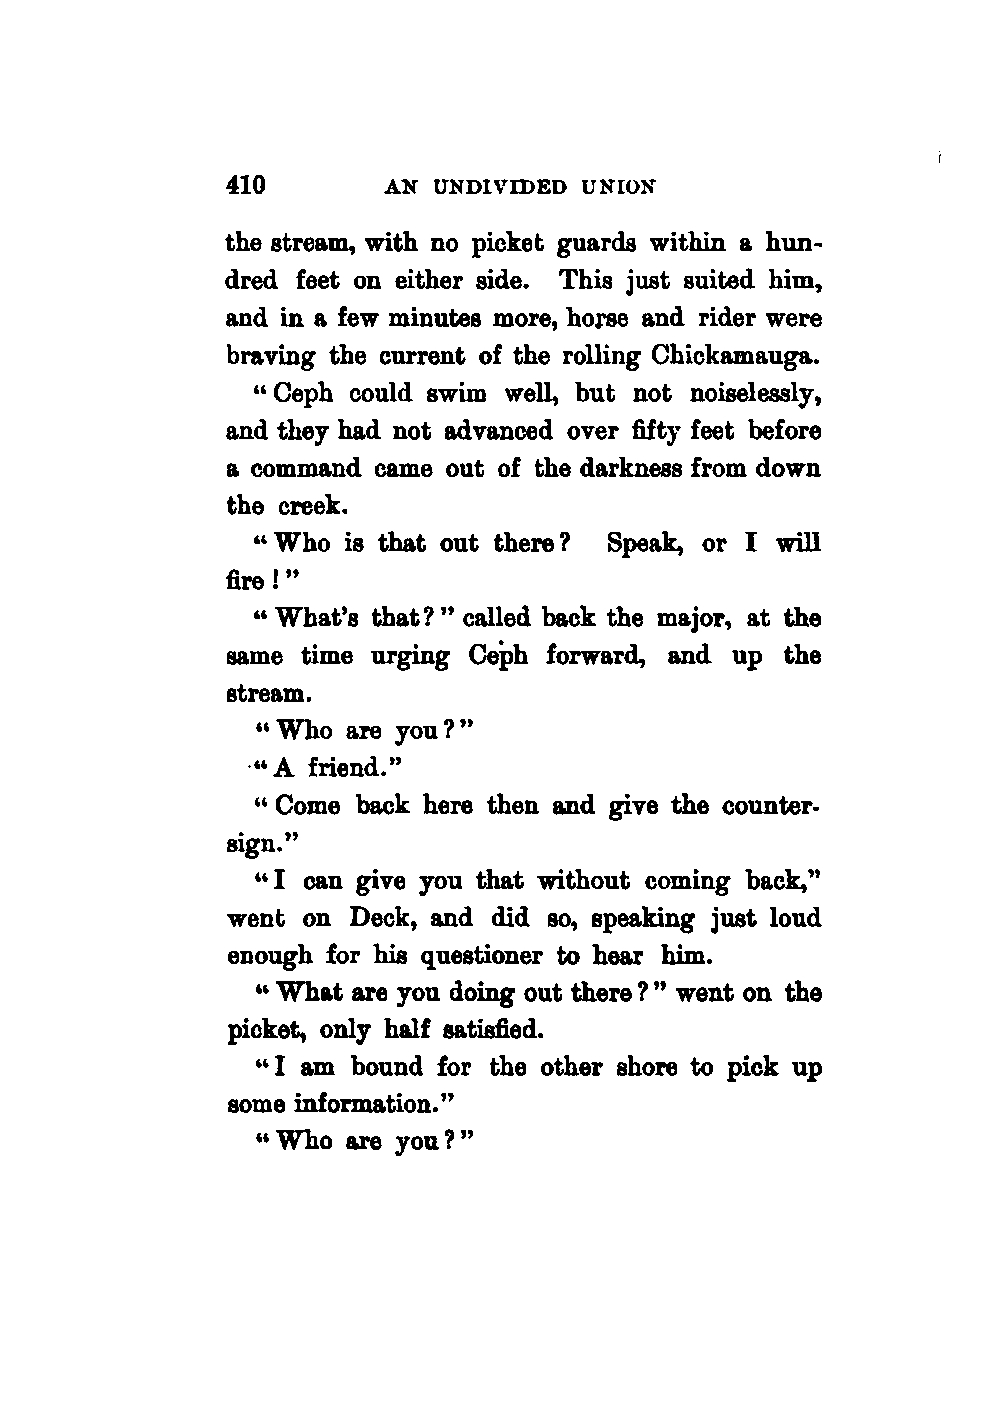 410 AN UNDIVIDED UNION
the stream, with no picket guards within a hun-
dred feet on either side. This just suited him,
and in a few minutes more, horse and rider were
braving the current of the rolling Chickamauga.
“ Ceph could swim well, but not noiselessly,
and they had not advanced over fifty feet before
a command came out of the darkness from down
the creek.
“ Who is that out there? Speak, or I will
fire ! ”
“ What’s that? ” called back the major, at the
same time urging Ceph forward, and up the
stream.
“ Who are you ? ”
“ A friend.”
“ Come back here then and give the counter-
sign.”
“ I can give you that without coming back,”
went on Deck, and did so, speaking just loud
enough for his questioner to hear him.
“ What are you doing out there ? ” went on the
picket, only half satisfied.
“ I am bound for the other shore to pick up
some information.”
“ Who are you ? ”